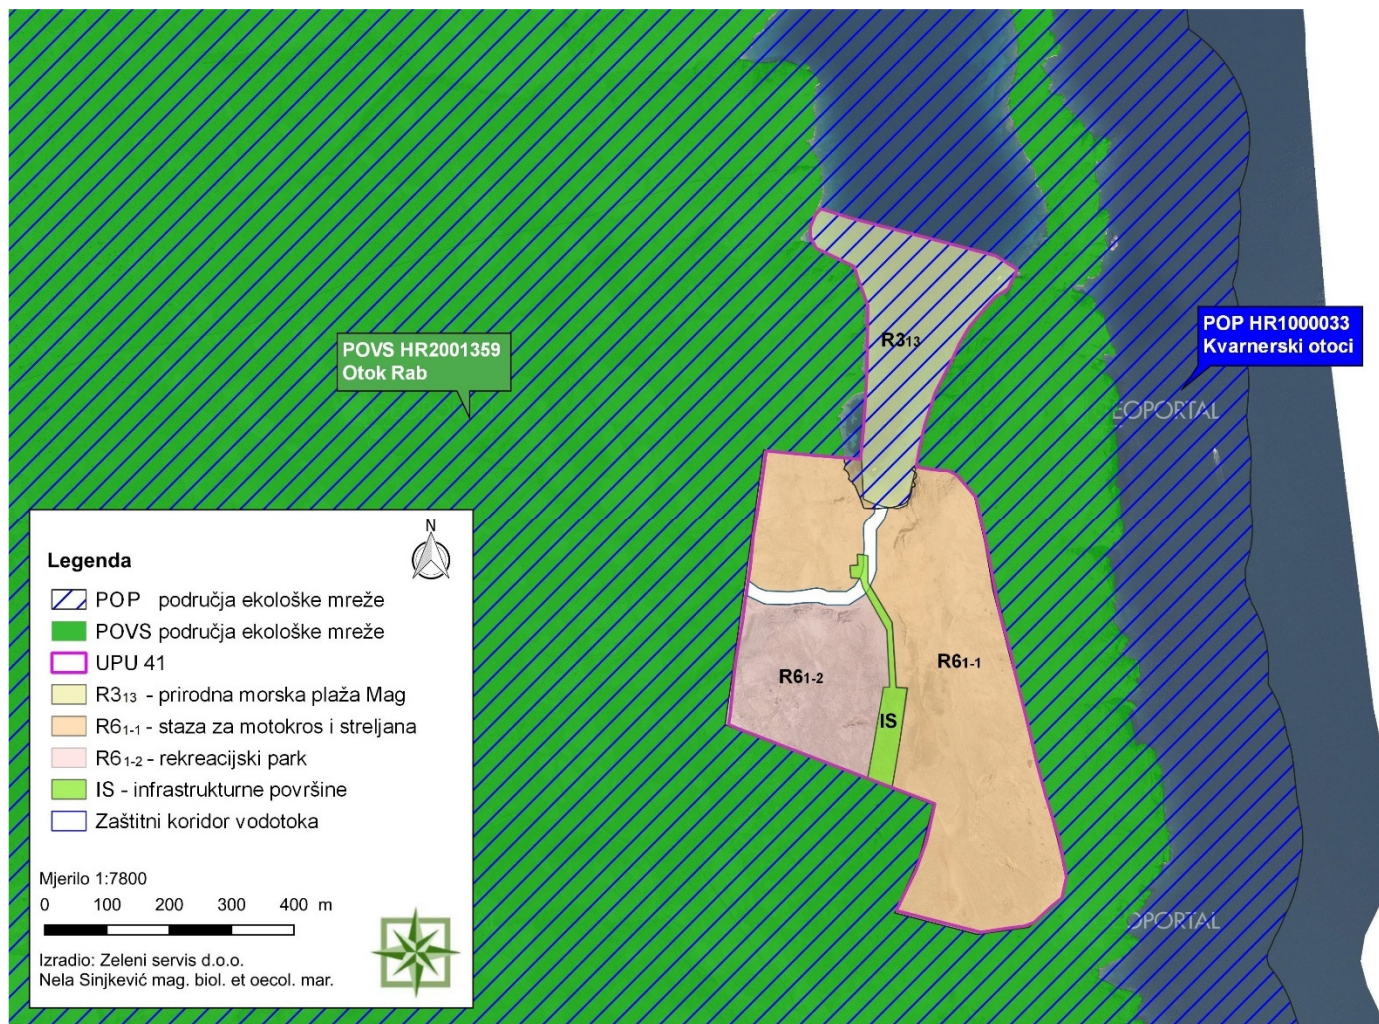 R313
POVS HR2001359
Otok Rab
POP HR1000033
Kvarnerski otoci
EOPORTAL
R61-2
R61-1
IS
OPORTAL
N
Legenda
POP područja ekološke mreže
POVS područja ekološke mreže
UPU 41
R313 - prirodna morska plaža Mag
R61-1 - staza za motokros i streljana
R61-2 - rekreacijski park
IS - infrastrukturne površine
Zaštitni koridor vodotoka
Mjerilo 1:7800
0 100 200 300 400 m
Izradio: Zeleni servis d.o.o.
Nela Sinjkević mag. biol. et oecol. mar.